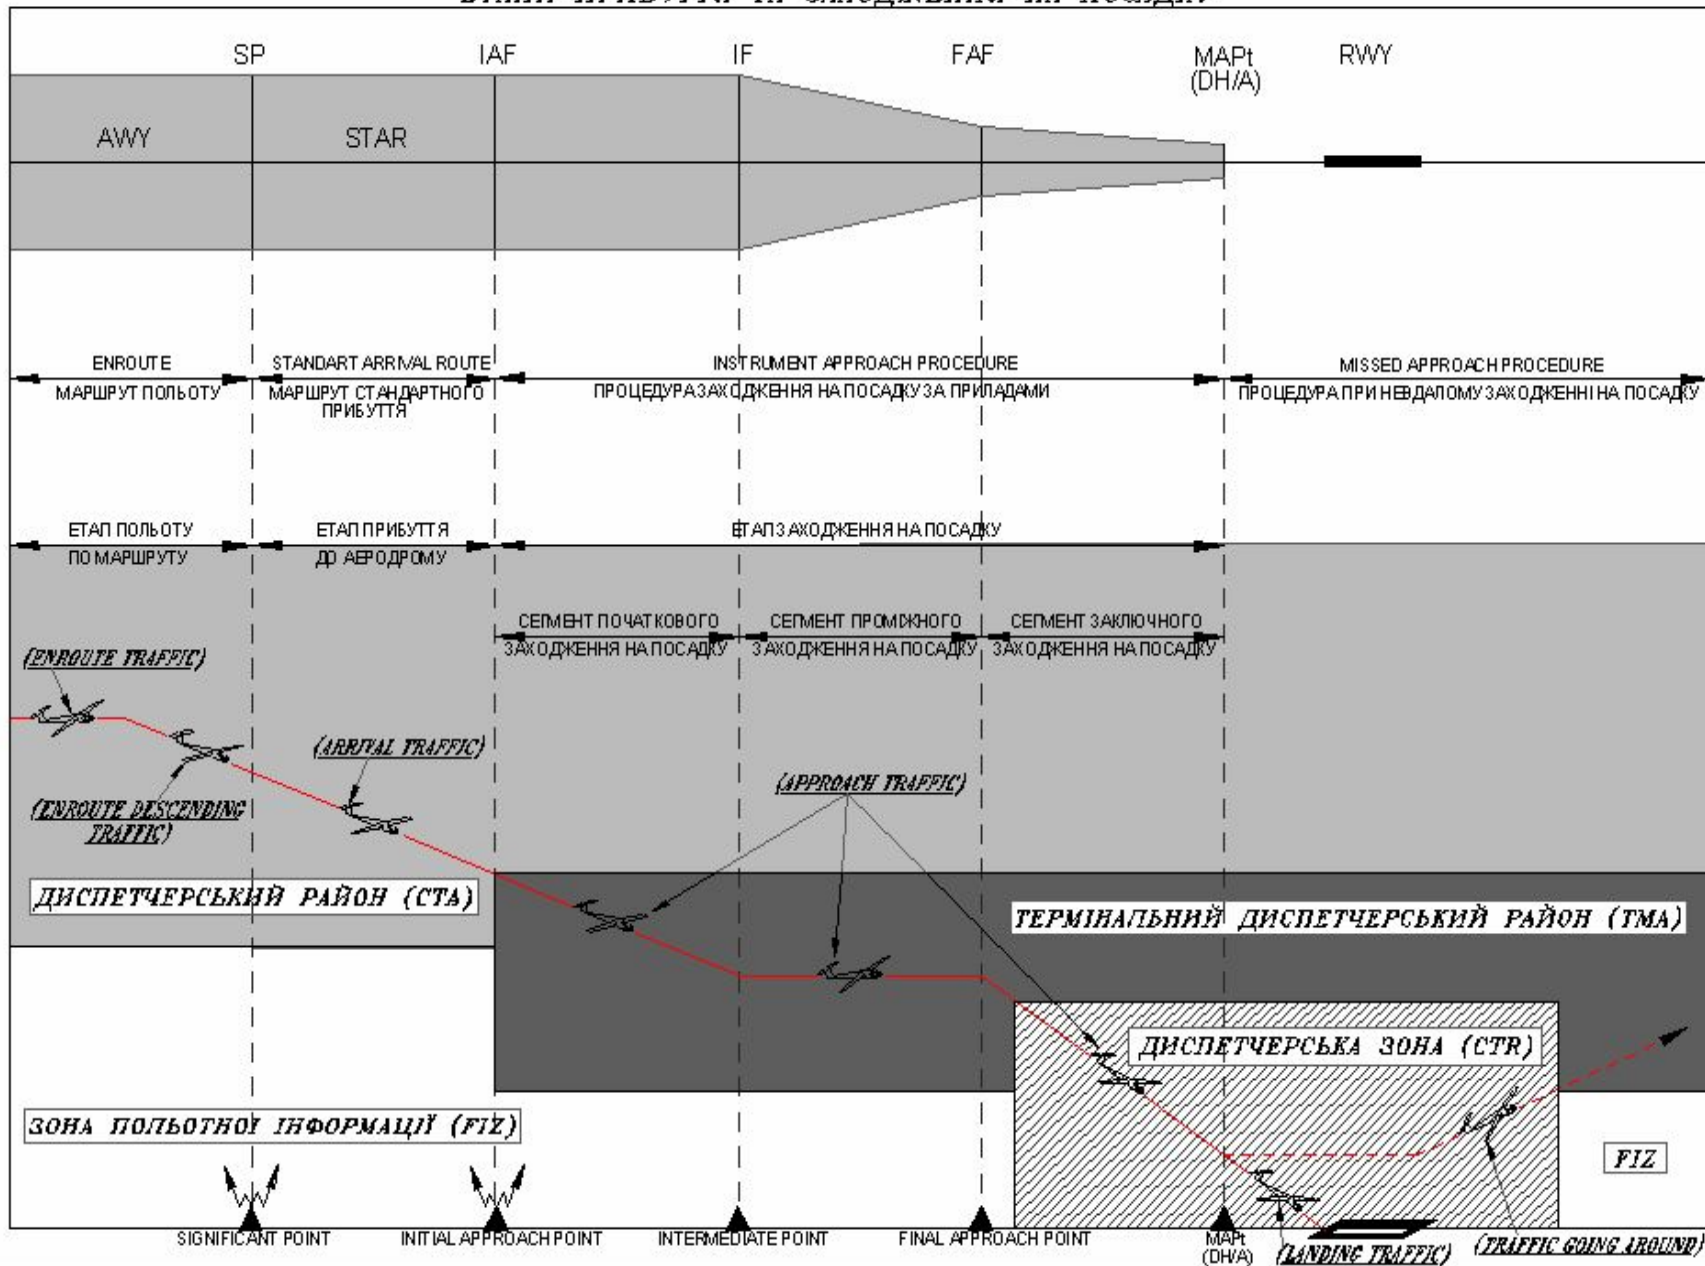 SP IAF IF FAF MAPt RWY
(DH/A)
AWY STAR
ENROUTE STANDART ARRIVAL ROUTE INSTRUMENT APPROACH PROCEDURE MISSED APPROACH PROCEDURE
МАРШРУТ ПОЛЬОТУ МАРШРУТ СТАНДАРТНОГО ПРОЦЕДУРА ЗАХОДЖЕННЯ НА ПОСАДКУ ЗА ПРИЛАДАМИ ПРОЦЕДУРА ПРИ НЕВДАЛОМУ ЗАХОДЖЕННІ НА ПОСАДКУ
ПРИБУТТЯ
ЕТАП ПОЛЬОТУ ЕТАП ПРИБУТТЯ ЕТАП ЗАХОДЖЕННЯ НА ПОСАДКУ
ПО МАРШРУТУ ДО АЕРОДРОМУ
СЕГМЕНТ ПОЧАТКОВОГО СЕГМЕНТ ПРОМІЖНОГО СЕГМЕНТ ЗАКЛЮЧНОГО
ЗАХОДЖЕННЯ НА ПОСАДКУ ЗАХОДЖЕННЯ НА ПОСАДКУ ЗАХОДЖЕННЯ НА ПОСАДКУ
(ENROUTE TRAFFIC)
(ARRIVAL TRAFFIC)
(APPROACH TRAFFIC)
(ENROUTE DESCENDING
TRAFFIC)
ДИСПЕТЧЕРСЬКИЙ РАЙОН (CTA)
ТЕРМІНАЛЬНИЙ ДИСПЕТЧЕРСЬКИЙ РАЙОН (TMA)
ДИСПЕТЧЕРСЬКА ЗОНА (CTR)
ЗОНА ПОЛЬОТНОЇ ІНФОРМАЦІЇ (FIZ)
FIZ
SIGNIFICANT POINT INITIAL APPROACH POINT INTERMEDIATE POINT FINAL APPROACH POINT MAPt
(DH/A)
(LANDING TRAFFIC) (TRAFFIC GOING AROUND)